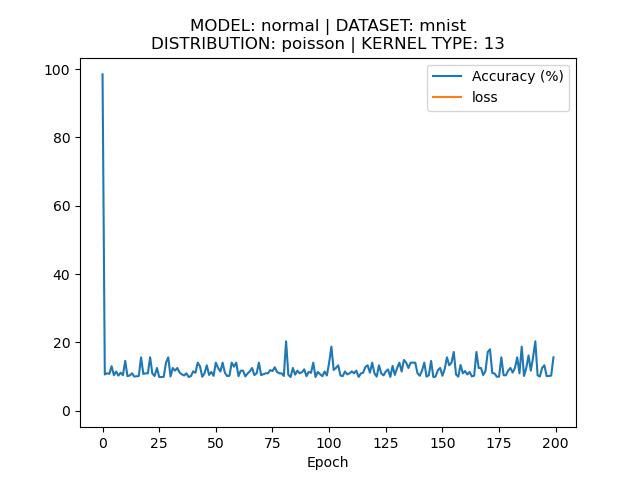 MODEL: normal | DATASET: mnist
DISTRIBUTION: poisson | KERNEL TYPE: 13
Accuracy (%)
loss
100
80
60
40
20
0
0 25 50 75 100 125 150 175 200
Epoch